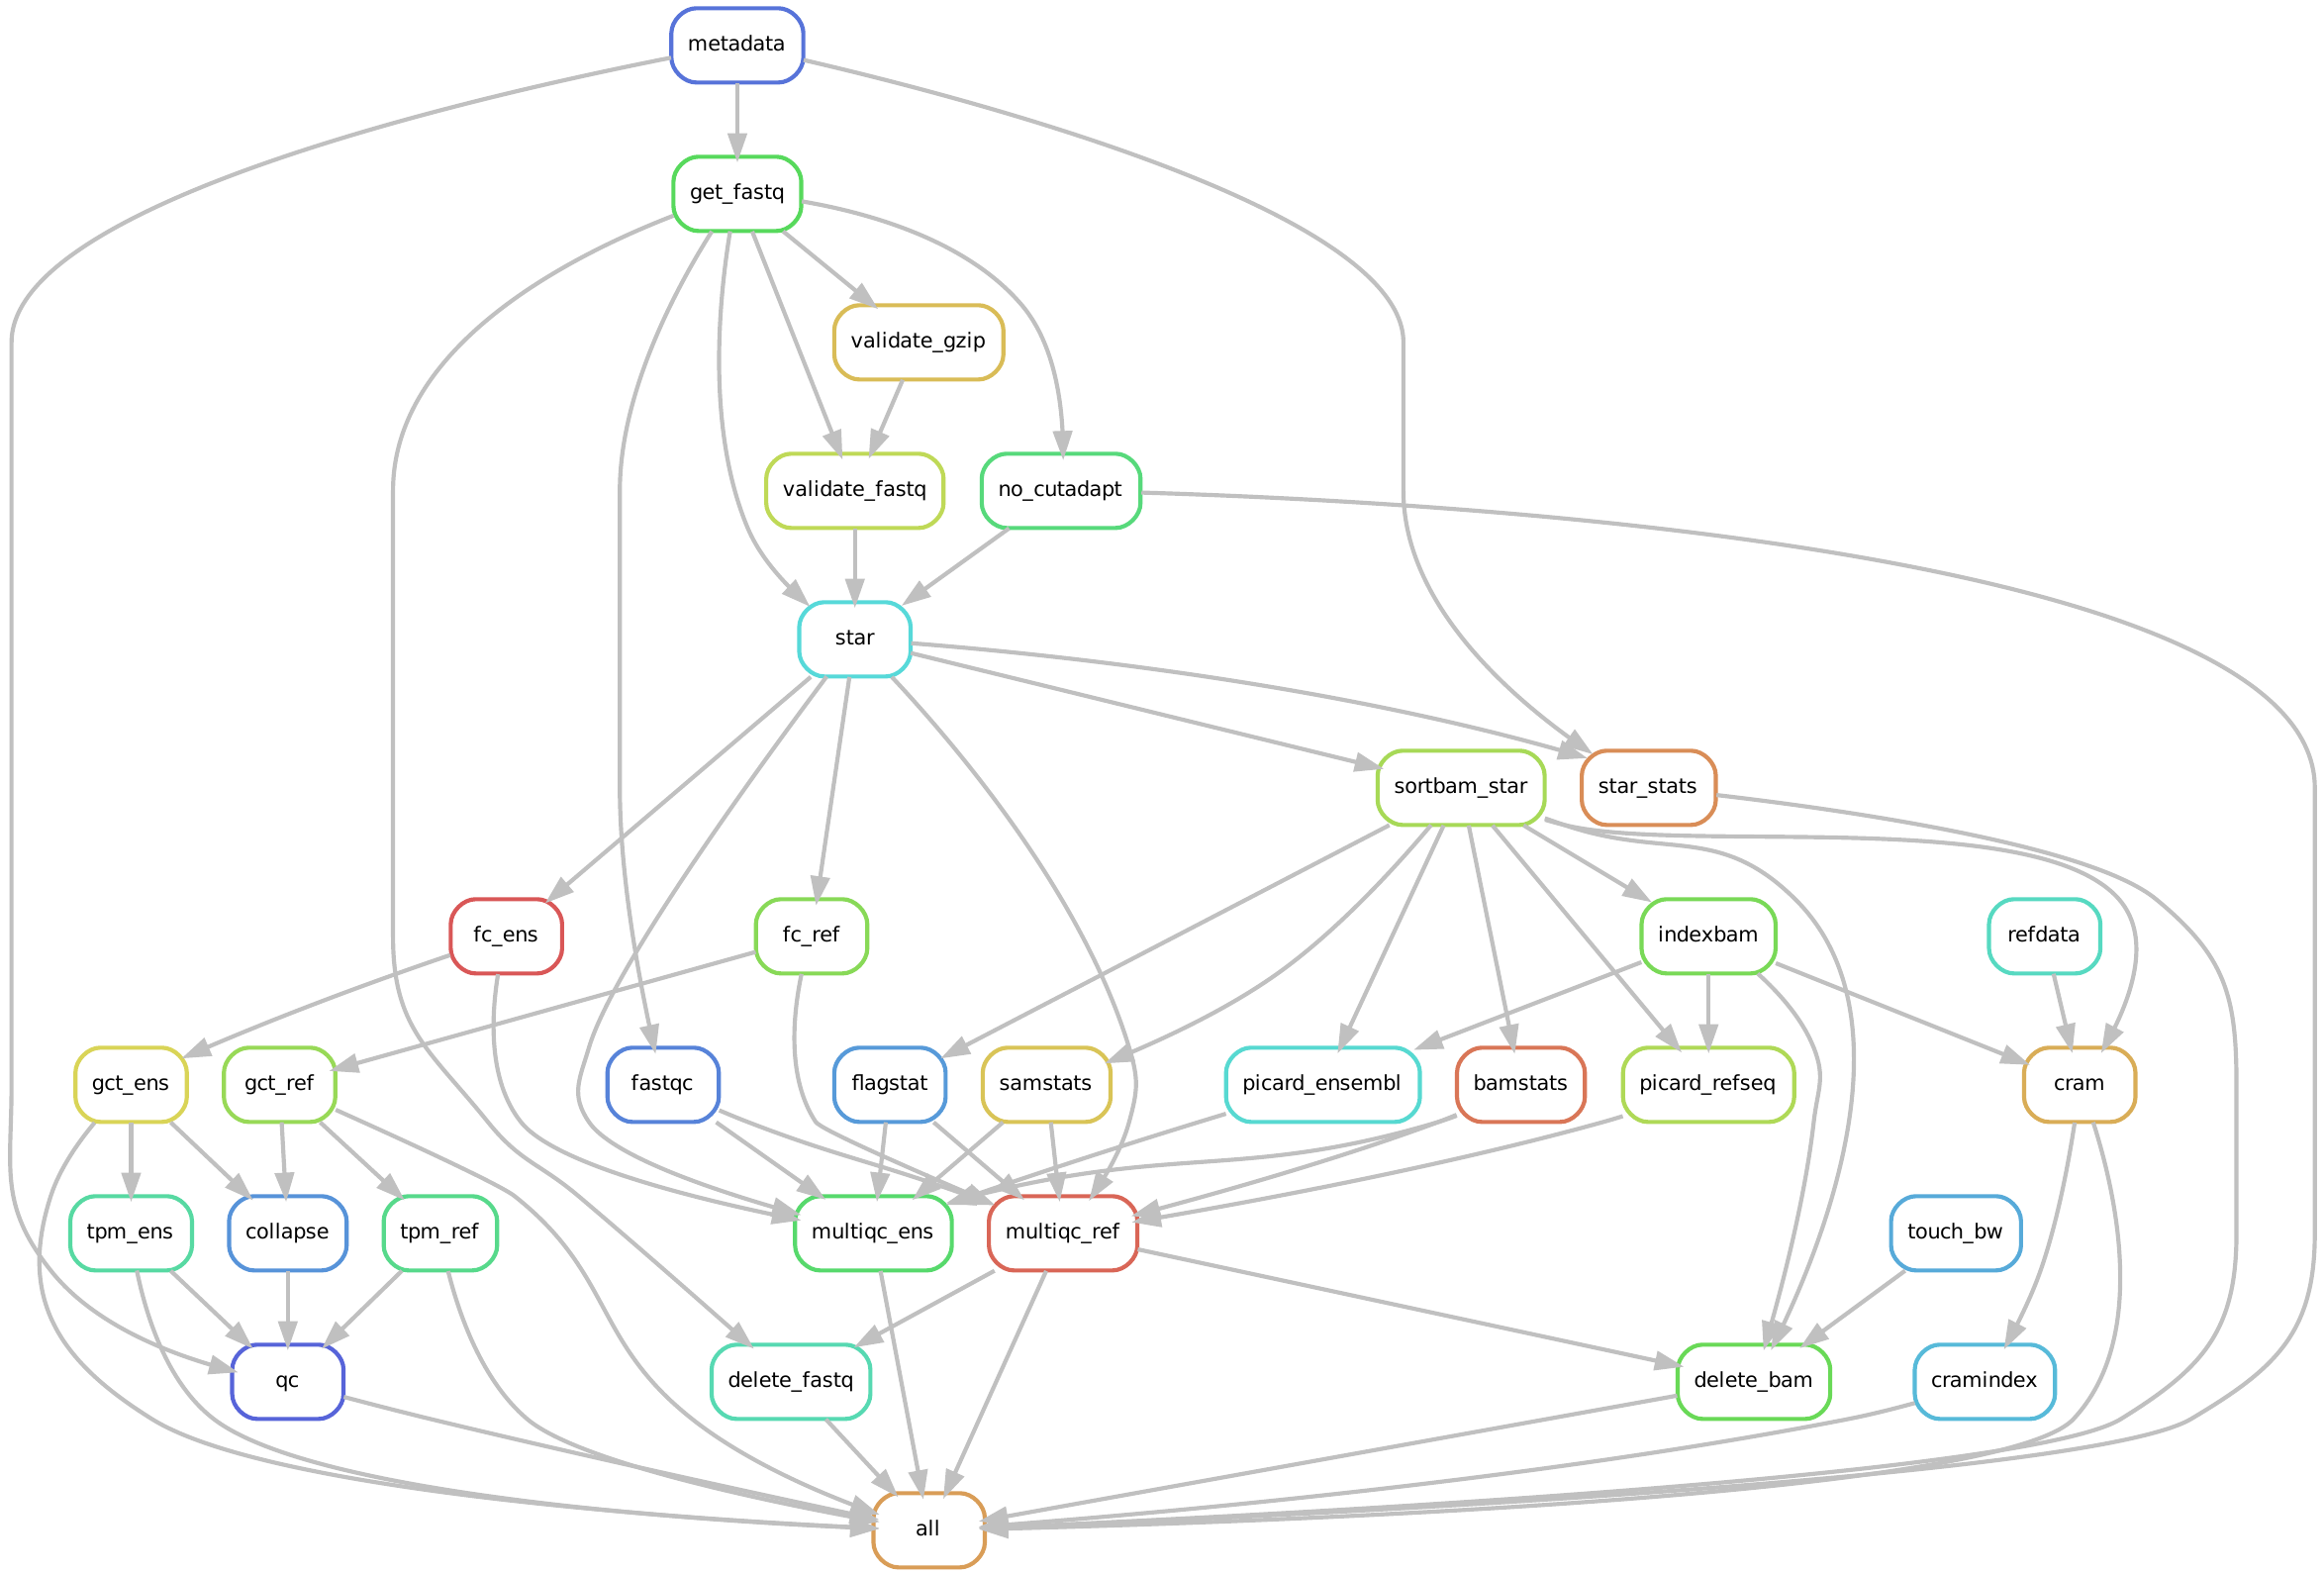 metadata
get_fastq
validate_gzip
validate_fastq
no_cutadapt
star
sortbam_star
star_stats
fc_ens
fc_ref
indexbam
refdata
gct_ens
gct_ref
fastqc
flagstat
samstats
picard_ensembl
bamstats
picard_refseq
cram
tpm_ens
collapse
tpm_ref
multiqc_ens
multiqc_ref
touch_bw
qc
delete_fastq
delete_bam
cramindex
all